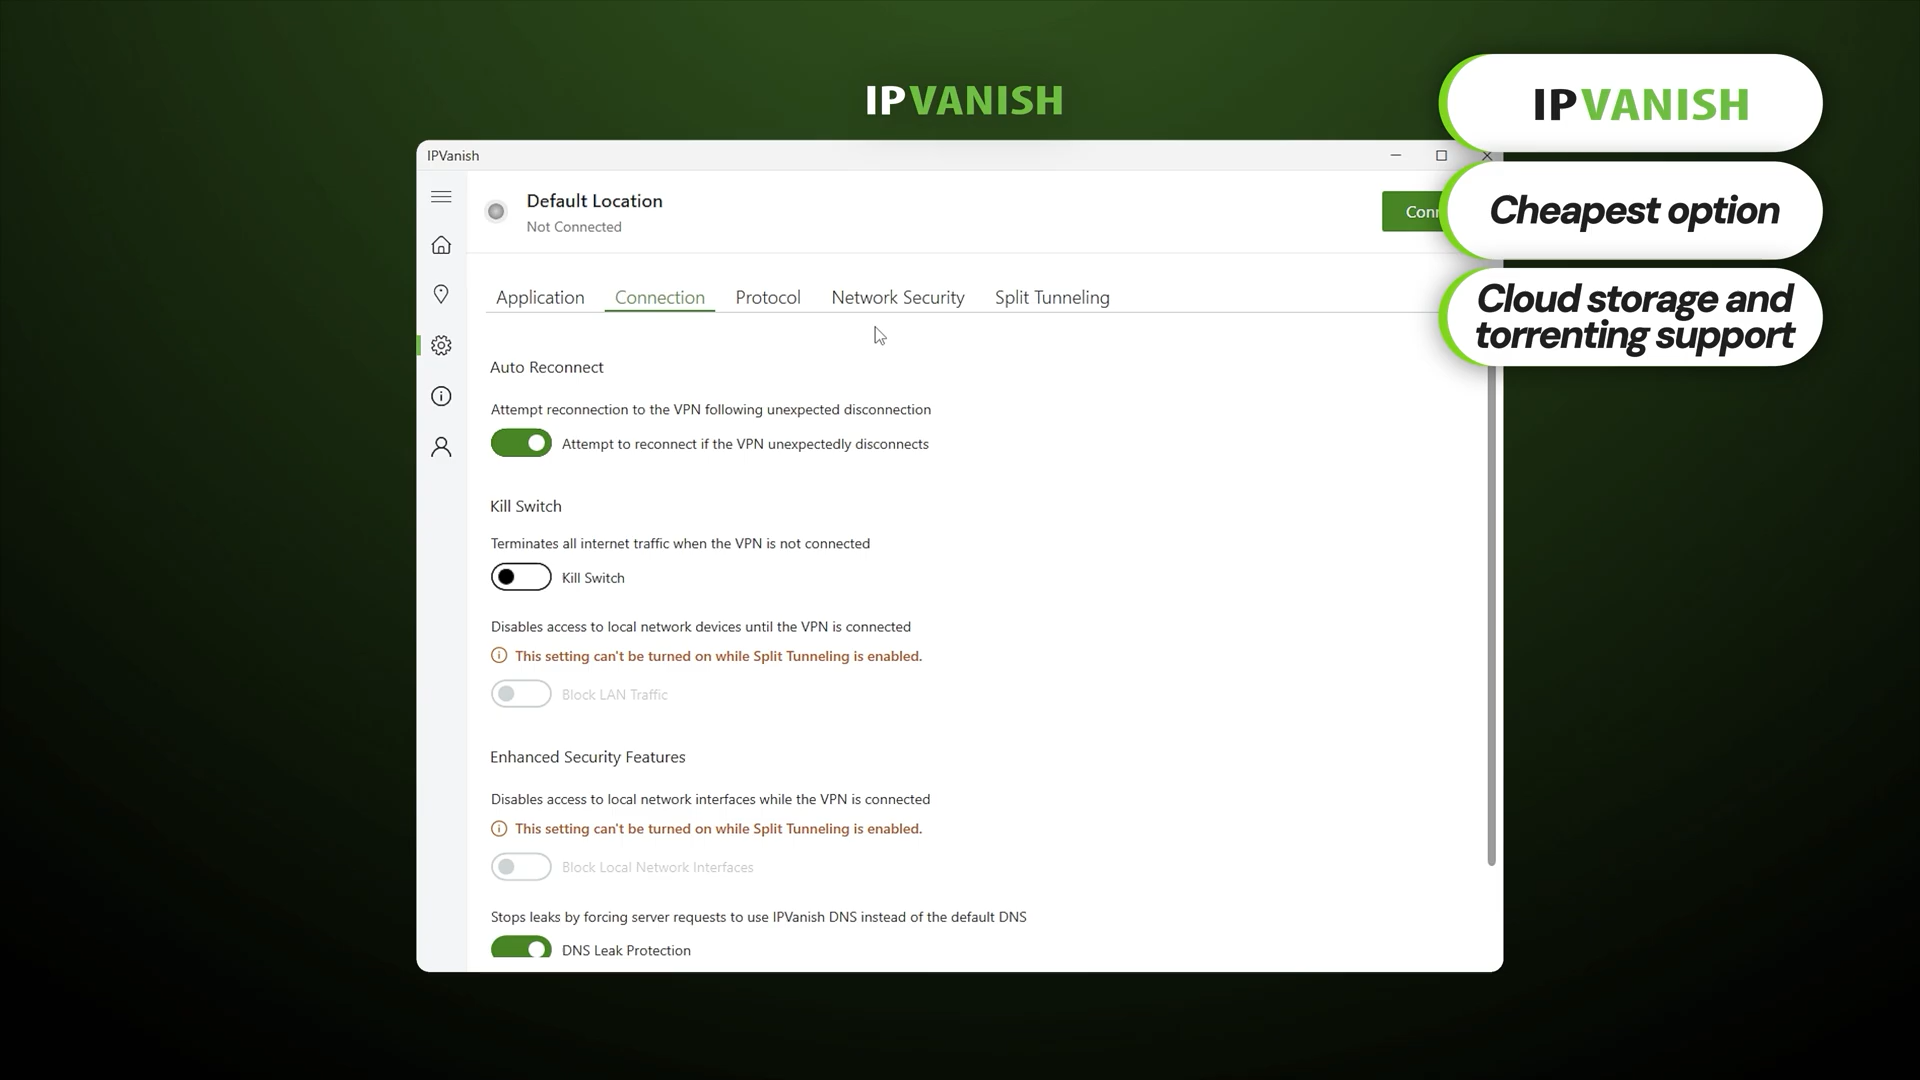 IPVANISH
IPVANISH
Cheapest option
Cloud storage and
torrenting support
IPVanish
Default Location
Not Connected
Conn
Application
Connection
Protocol
Network Security
Split Tunneling
Auto Reconnect
Attempt reconnection to the VPN following unexpected disconnection
Attempt to reconnect if the VPN unexpectedly disconnects
Kill Switch
Terminates all internet traffic when the VPN is not connected
Kill Switch
Disables access to local network devices until the VPN is connected
This setting can't be turned on while Split Tunneling is enabled.
Block LAN Traffic
Enhanced Security Features
Disables access to local network interfaces while the VPN is connected
This setting can't be turned on while Split Tunneling is enabled.
Block Local Network Interfaces
Stops leaks by forcing server requests to use IPVanish DNS instead of the default DNS
DNS Leak Protection